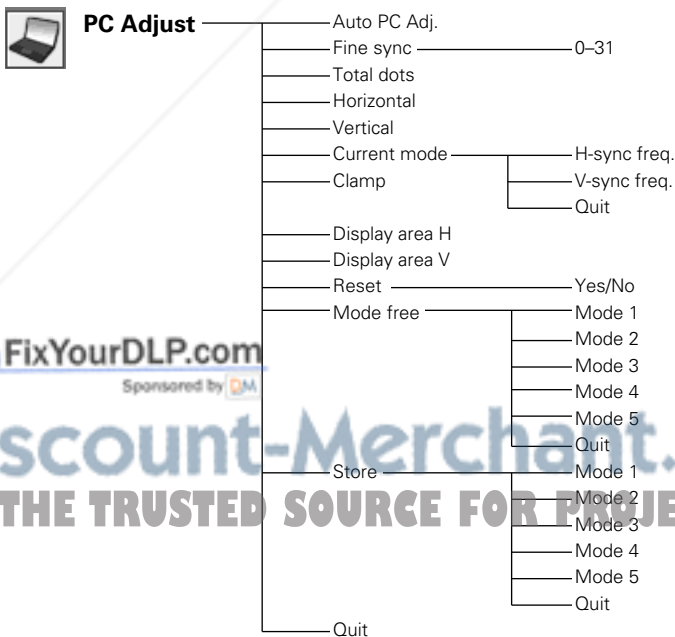 PC Adjust
Auto PC Adj.
Fine sync 0–31
Total dots
Horizontal
Vertical
Current mode H-sync freq.
Clamp V-sync freq.
Quit
Display area H
Display area V
Reset Yes/No
Mode free Mode 1
Mode 2
FixYourDLP.com
Mode 3
Sponsored by DM
Mode 4
Mode 5
scount-Merchant.
Quit
Store Mode 1
THE TRUSTED SOURCE FOR PROJE
Mode 2
Mode 3
Mode 4
Mode 5
Quit
Quit